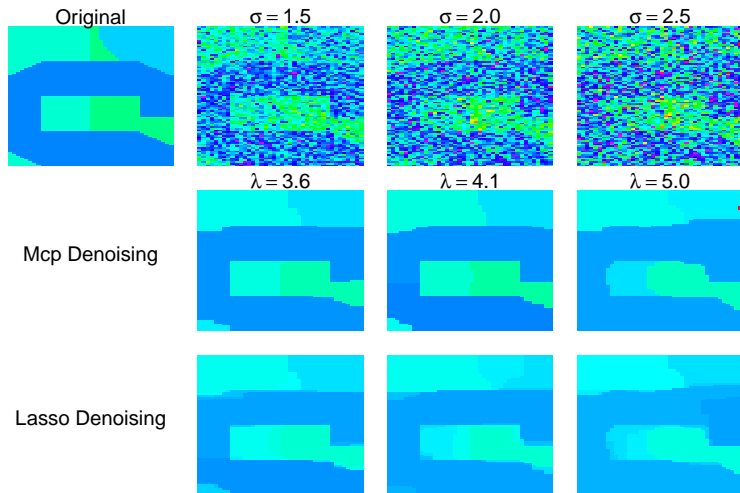 Original
σ = 1.5
σ = 2.0
σ = 2.5
λ = 3.6
λ = 4.1
λ = 5.0
Mcp Denoising
Lasso Denoising